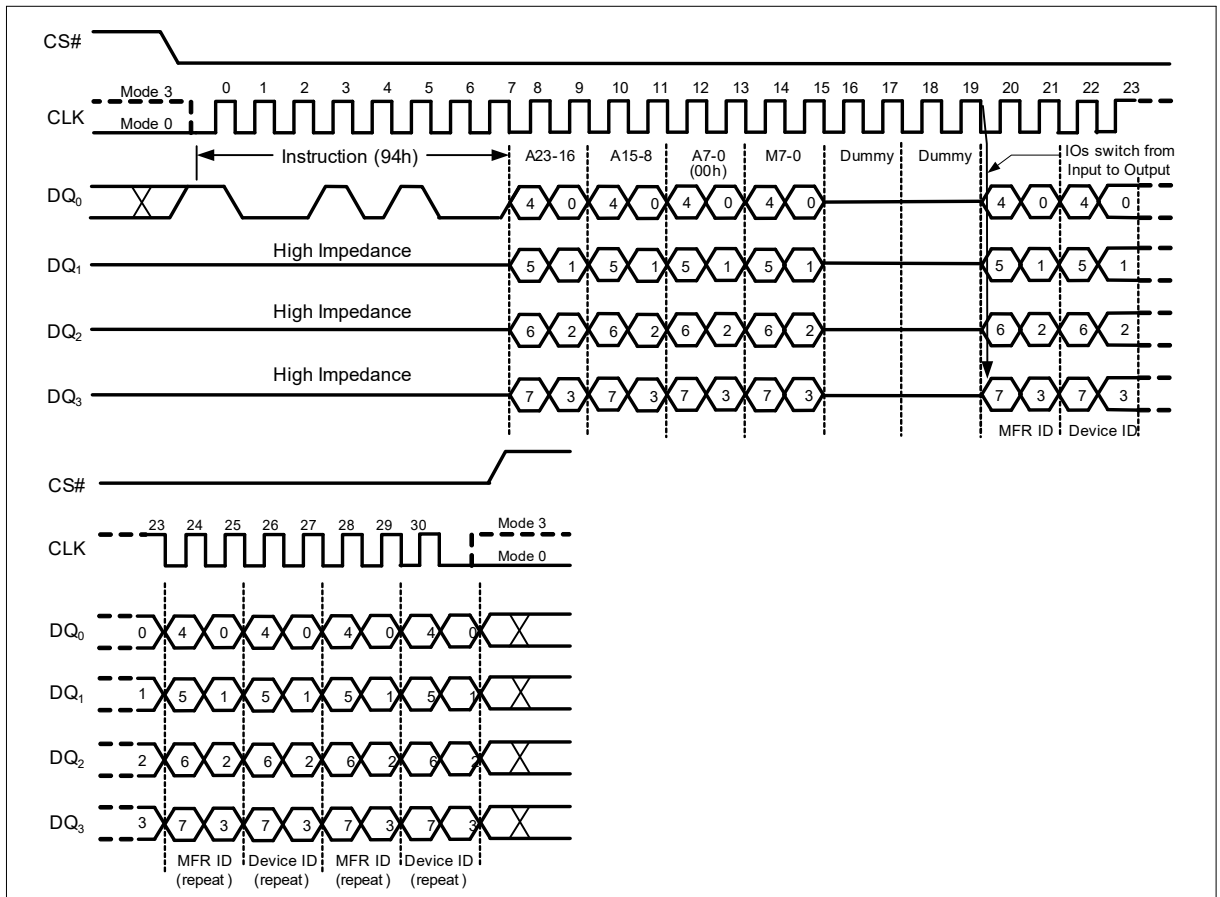 CS#
Mode 3
0 1 2 3 4 5 6 7 8 9 10 11 12 13 14 15 16 17 18 19 20 21 22 23
CLK
Mode 0
Instruction (94h)
A23-16 A15-8 A7-0 M7-0 Dummy Dummy
(00h)
IOs switch from
Input to Output
DQ0 4 0 4 0 4 0 4 0 4 0 4 0
High Impedance
DQ1 5 1 5 1 5 1 5 1 5 1 5 1
High Impedance
DQ2 6 2 6 2 6 2 6 2 6 2 6 2
High Impedance
DQ3 7 3 7 3 7 3 7 3 7 3 7 3
MFR ID Device ID
CS#
23 24 25 26 27 28 29 30 Mode 3
CLK
Mode 0
DQ0 0 4 0 4 0 4 0 4 0
DQ1 1 5 1 5 1 5 1 5 1
DQ2 2 6 2 6 2 6 2 6 2
DQ3 3 7 3 7 3 7 3 7 3
MFR ID Device ID MFR ID Device ID
(repeat) (repeat) (repeat) (repeat)